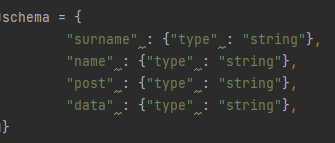 schema = {
"surname" : {"type" : "string"},
"name" : {"type" : "string"},
"post" : {"type" : "string"},
"data" : {"type" : "string"},
}